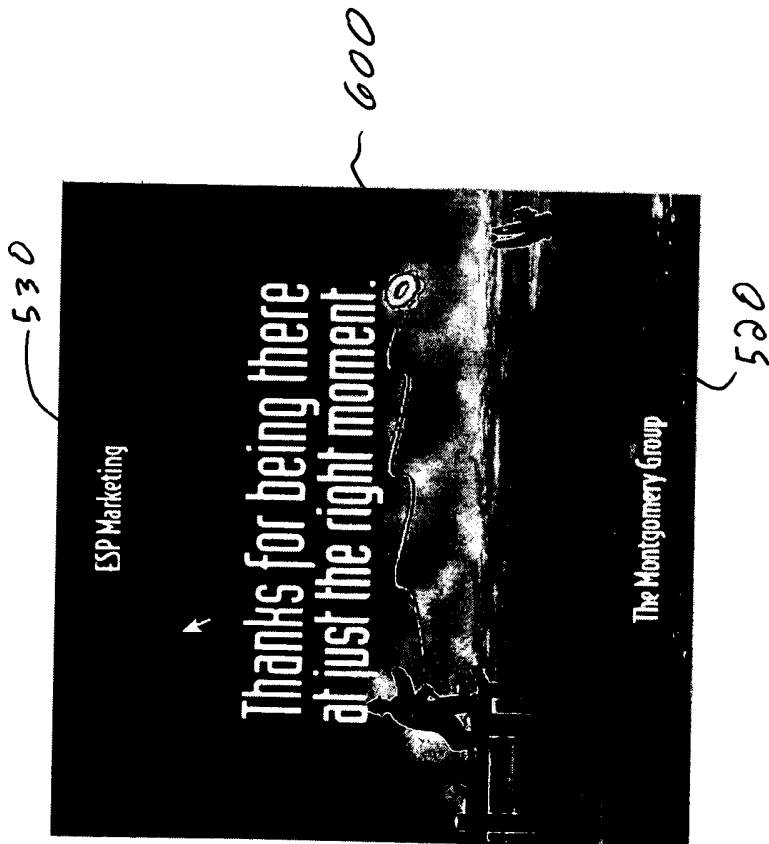 ESP Marketing
Thanks for being there
at just the right moment.
The Montgomery Group
530
600
520